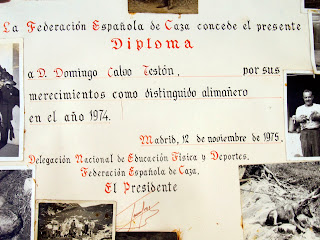 La Federación Española de Caza concede el presente
Diploma
a D. Domingo Calvo Testón, por sus
merecimientos como distinguido alimañero
en el año 1974.
Madrid, 12 de noviembre de 1975.
Delegación Nacional de Educación Física y Deportes.
Federación Española de Caza.
El Presidente